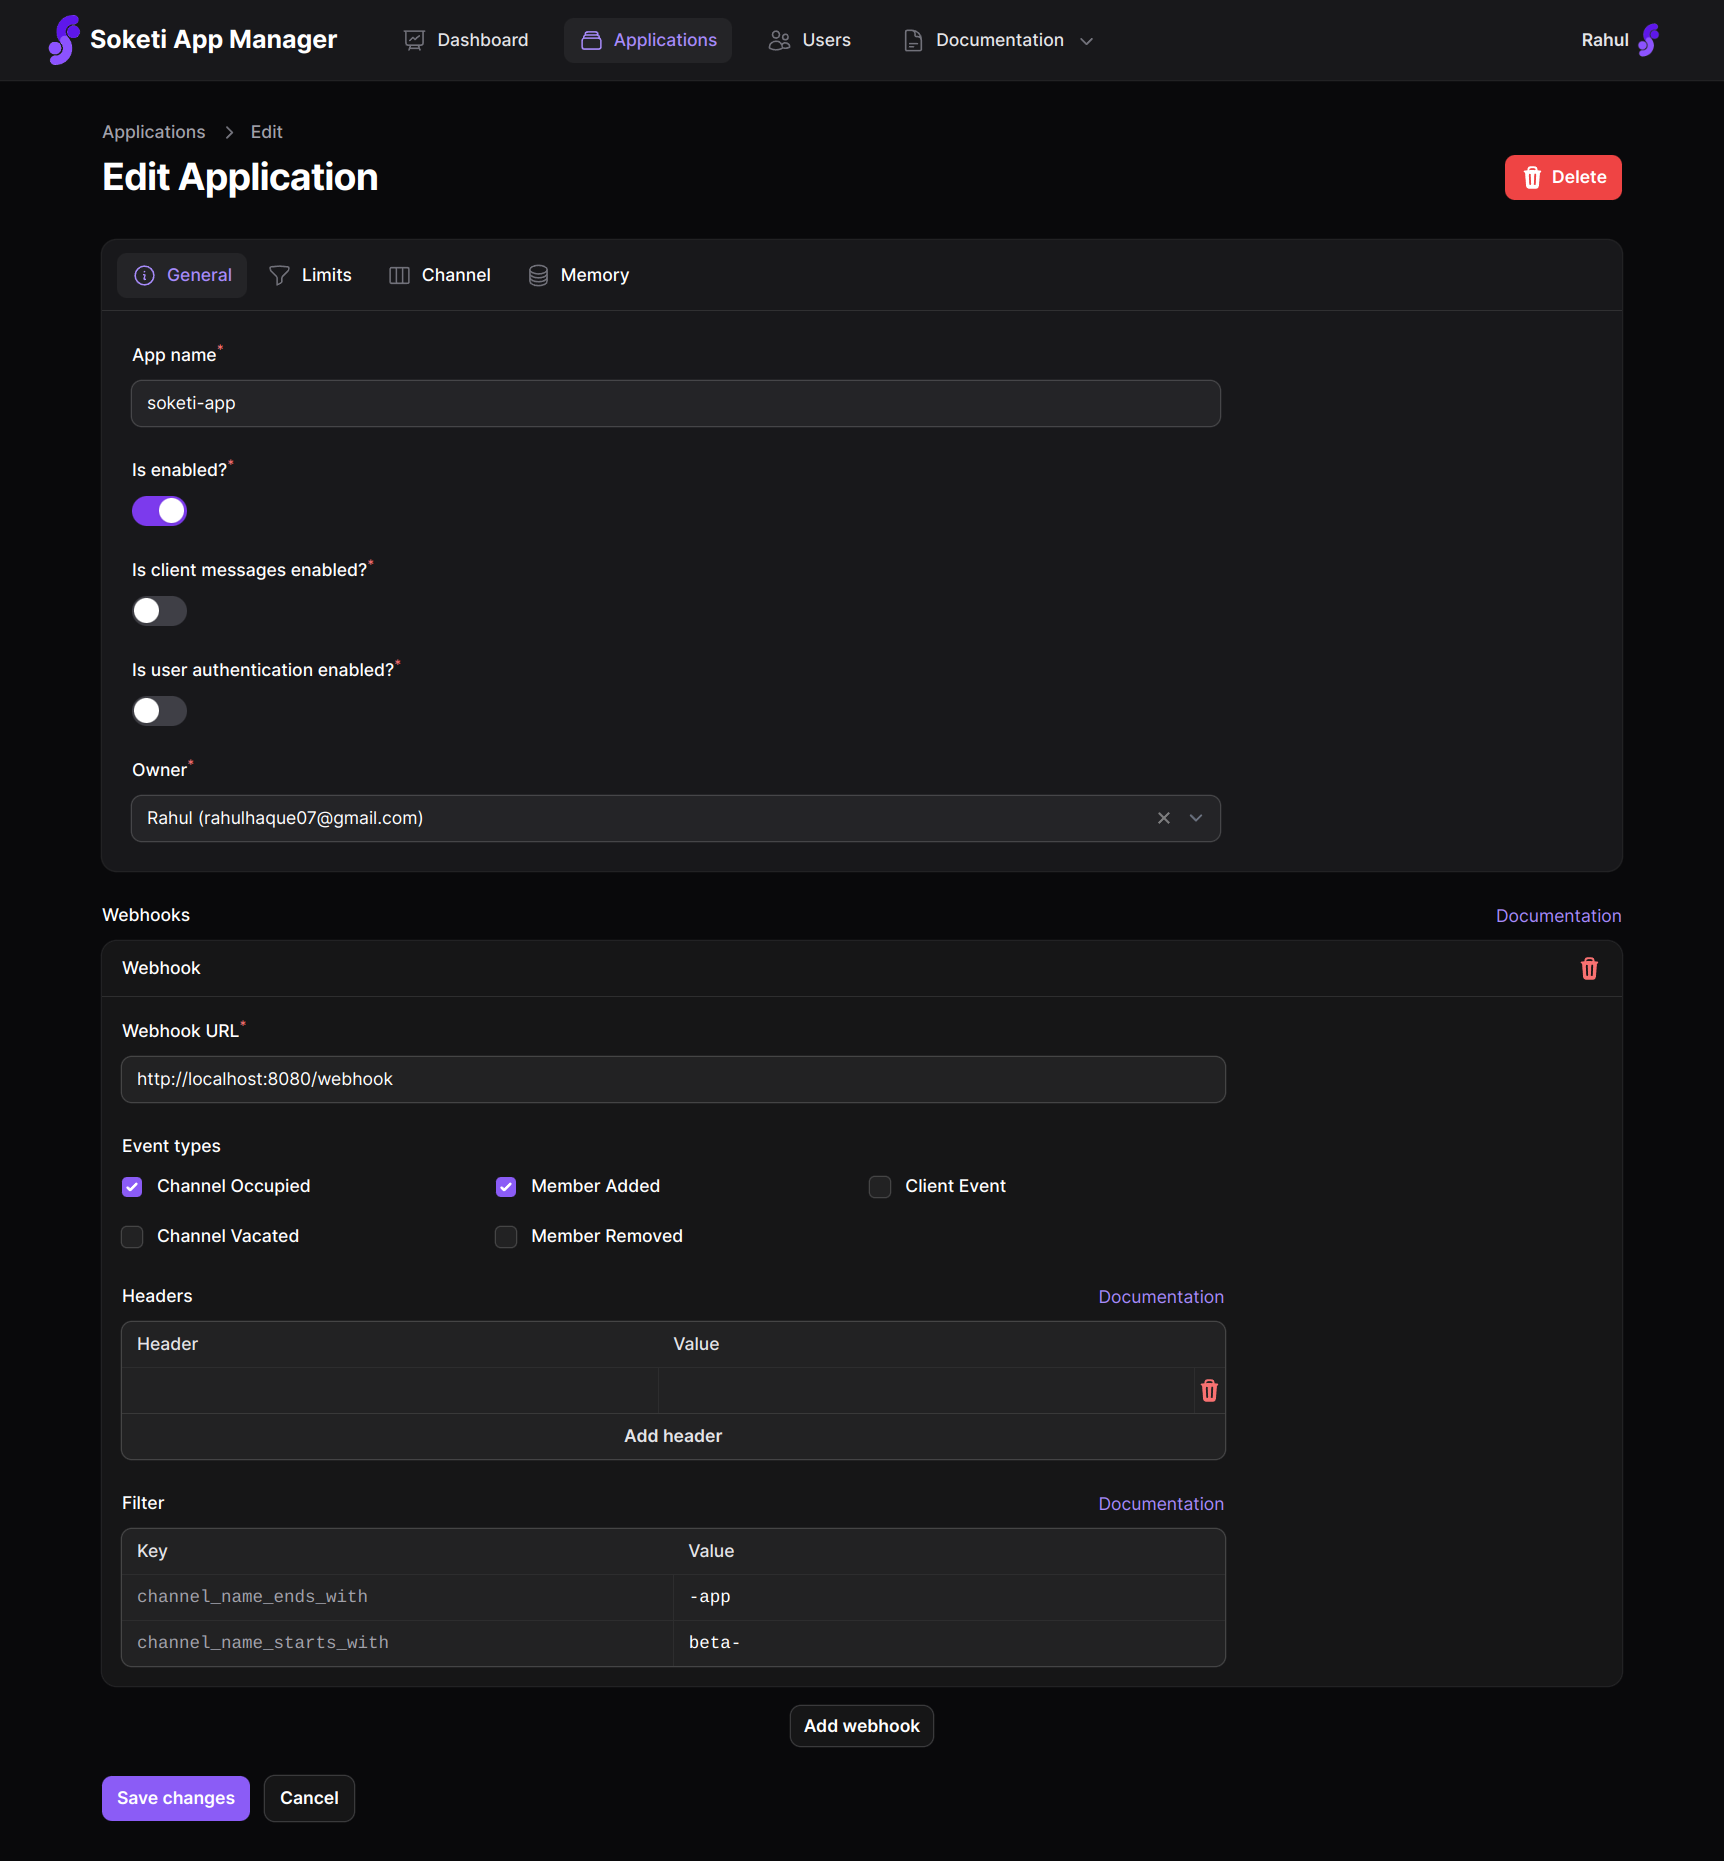 Soketi App Manager
Dashboard
Applications
Users
Documentation
Rahul
Applications > Edit
Edit Application
Delete
General
Limits
Channel
Memory
App name*
soketi-app
Is enabled?*
Is client messages enabled?*
Is user authentication enabled?*
Owner*
Rahul (rahulhaque07@gmail.com)
Webhooks
Documentation
Webhook
Webhook URL*
http://localhost:8080/webhook
Event types
Channel Occupied
Member Added
Client Event
Channel Vacated
Member Removed
Headers
Documentation
Header
Value
Add header
Filter
Documentation
Key
Value
channel_name_ends_with
-app
channel_name_starts_with
beta-
Add webhook
Save changes
Cancel